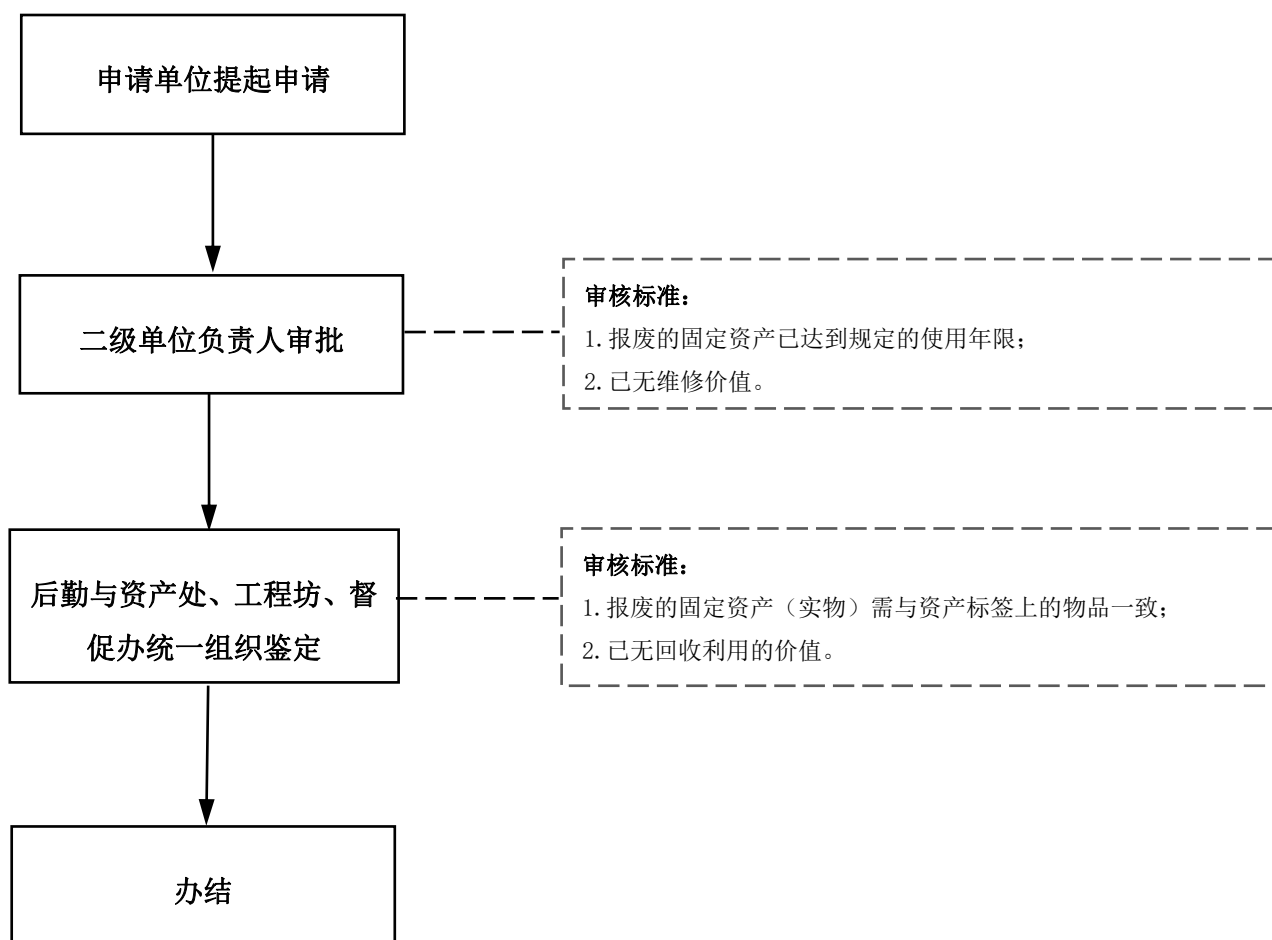 申请单位提起申请
二级单位负责人审批
审核标准：
1.报废的固定资产已达到规定的使用年限；
2.已无维修价值。
后勤与资产处、工程坊、督
促办统一组织鉴定
审核标准：
1.报废的固定资产（实物）需与资产标签上的物品一致；
2.已无回收利用的价值。
办结